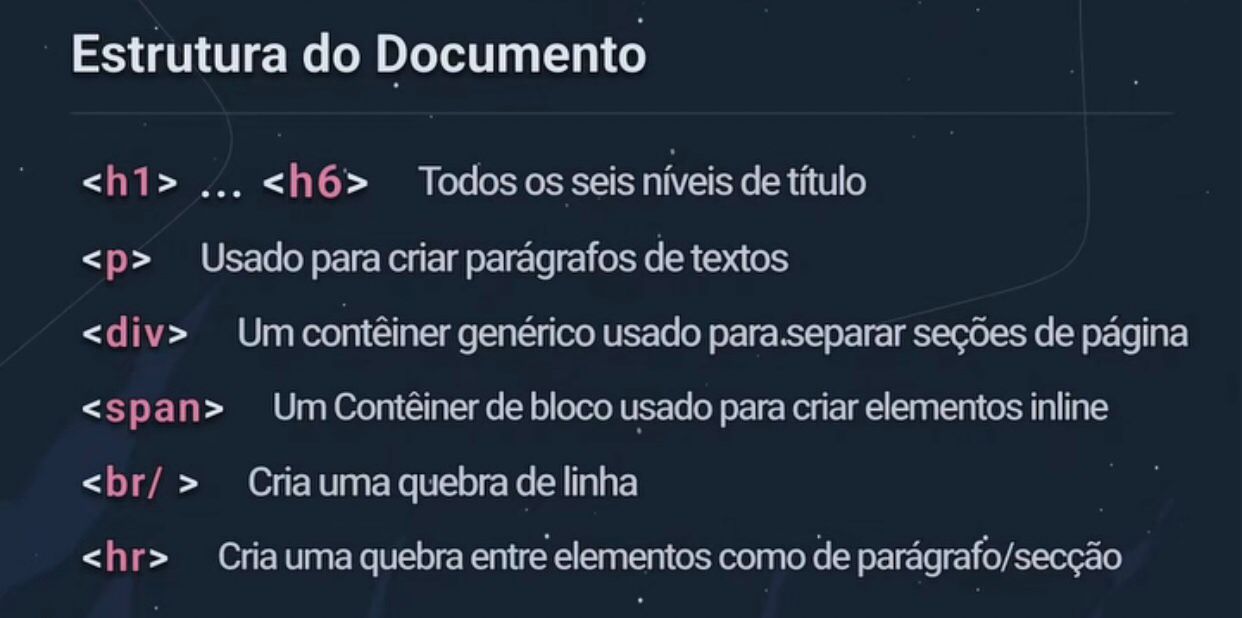 Estrutura do Documento
<h1> ... <h6> Todos os seis níveis de título
<p> Usado para criar parágrafos de textos
<div> Um contêiner genérico usado para separar seções de página
<span> Um Contêiner de bloco usado para criar elementos inline
<br/ > Cria uma quebra de linha
<hr> Cria uma quebra entre elementos como de parágrafo/secção